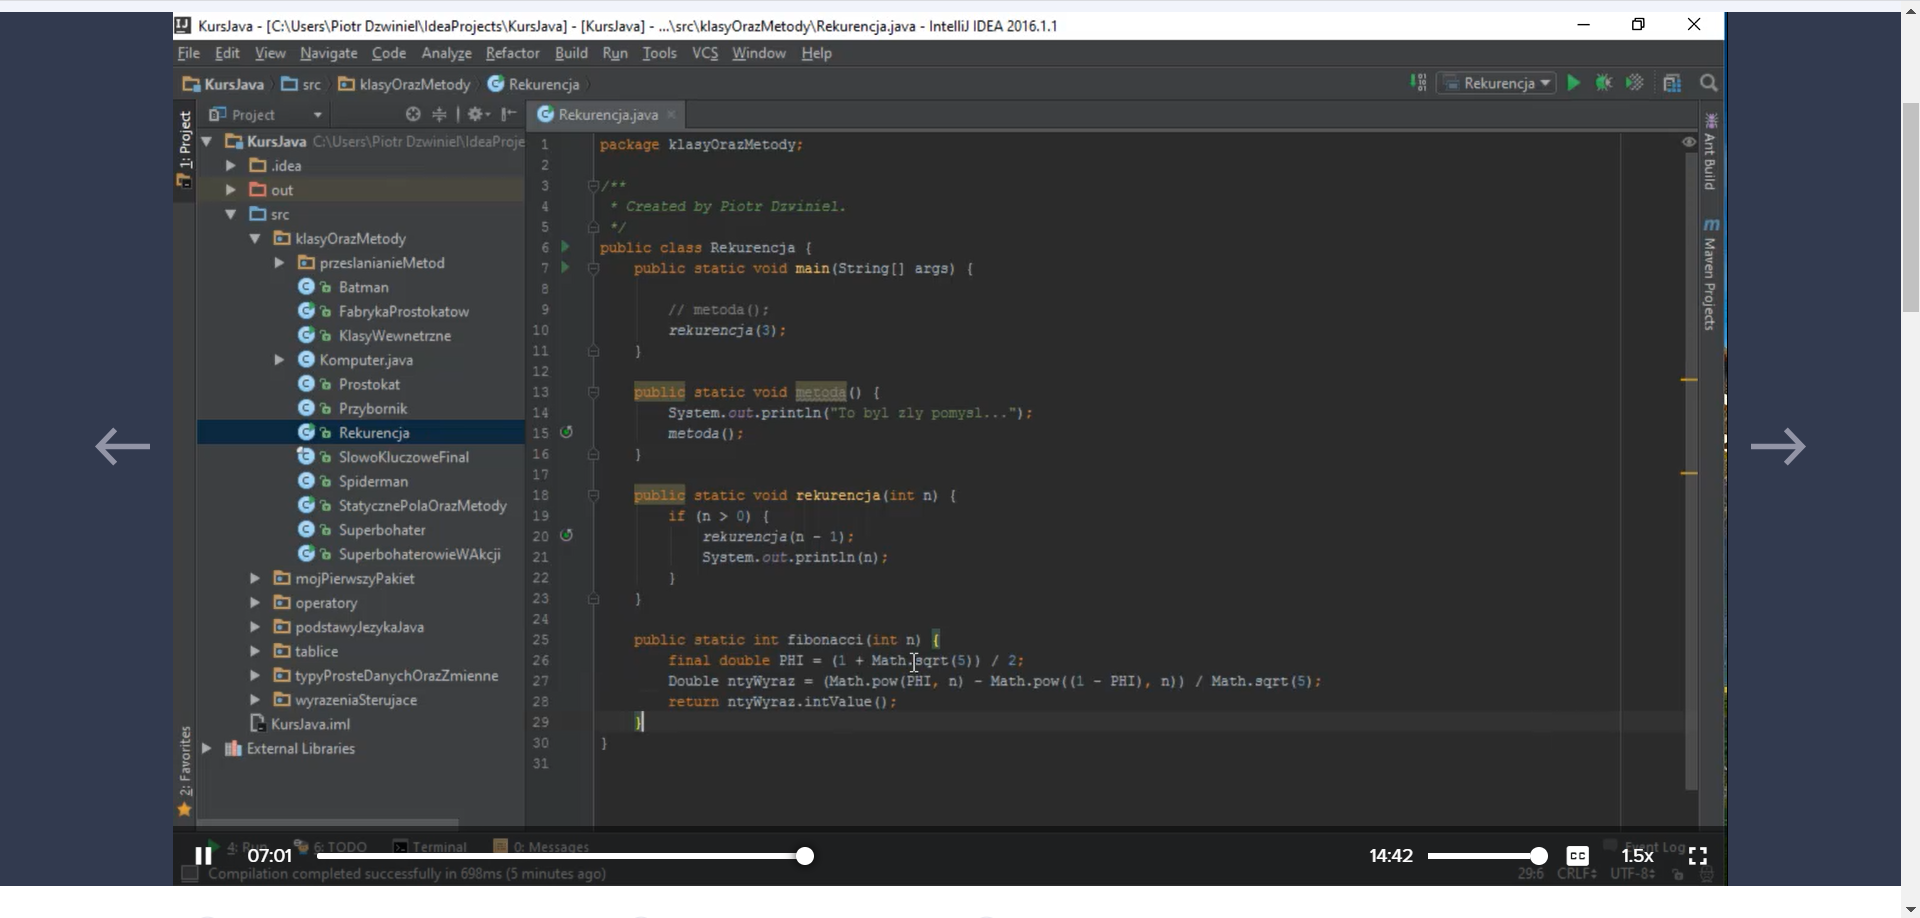 KursJava - [C:\Users\Piotr Dzwiniel\IdeaProjects\KursJava] - [KursJava] - ...\src\klasyOrazMetody\Rekurencja.java - IntelliJ IDEA 2016.1.1
File Edit View Navigate Code Analyze Refactor Build Run Tools VCS Window Help
KursJava src klasyOrazMetody Rekurencja
Rekurencja
1: Project
2: Favorites
Project
KursJava C:\Users\Piotr Dzwiniel\IdeaProje
.idea
out
src
klasyOrazMetody
przeslanianieMetod
Batman
FabrykaProstokatow
KlasyWewnetrzne
Komputer.java
Prostokat
Przybornik
Rekurencja
SlowoKluczoweFinal
Spiderman
StatycznePolaOrazMetody
Superbohater
SuperbohaterowieWAkcji
mojPierwszyPakiet
operatory
podstawyJezykaJava
tablice
typyProsteDanychOrazZmienne
wyrazeniaSterujace
KursJava.iml
External Libraries
Rekurencja.java
1 package klasyOrazMetody;
2
3 /**
4 * Created by Piotr Dzwiniel.
5 */
6 public class Rekurencja {
7 public static void main(String[] args) {
8
9 // metoda();
10 rekurencja(3);
11 }
12
13 public static void metoda() {
14 System.out.println("To byl zly pomysl...");
15 metoda();
16 }
17
18 public static void rekurencja(int n) {
19 if (n > 0) {
20 rekurencja(n - 1);
21 System.out.println(n);
22 }
23 }
24
25 public static int fibonacci(int n) {
26 final double PHI = (1 + Math.sqrt(5)) / 2;
27 Double ntyWyraz = (Math.pow(PHI, n) - Math.pow((1 - PHI), n)) / Math.sqrt(5);
28 return ntyWyraz.intValue();
29 }
30 }
31
Ant Build
m Maven Projects
4: Run 6: TODO Terminal 0: Messages Event Log
07:01 14:42 CC 1.5x
Compilation completed successfully in 698ms (5 minutes ago) 29:6 CRLF UTF-8